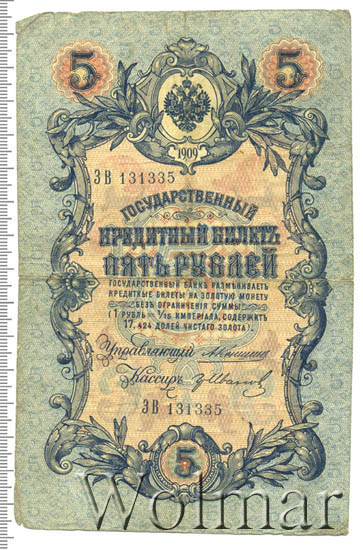 5 5
1909
ЗВ 131335
ГОСУДАРСТВЕННЫЙ
КРЕДИТНЫЙ БИЛЕТЪ
ПЯТЬ РУБЛЕЙ
ГОСУДАРСТВЕННЫЙ БАНКЪ РАЗМѢНИВАЕТЪ
КРЕДИТНЫЕ БИЛЕТЫ НА ЗОЛОТУЮ МОНЕТУ
БЕЗЪ ОГРАНИЧЕНІЯ СУММЫ
(1 РУБЛЬ = 1/15 ИМПЕРІАЛА, СОДЕРЖИТЪ
17,424 ДОЛЕЙ ЧИСТАГО ЗОЛОТА).
Управляющій
Кассиръ
ЗВ 131335
5
Wolmar